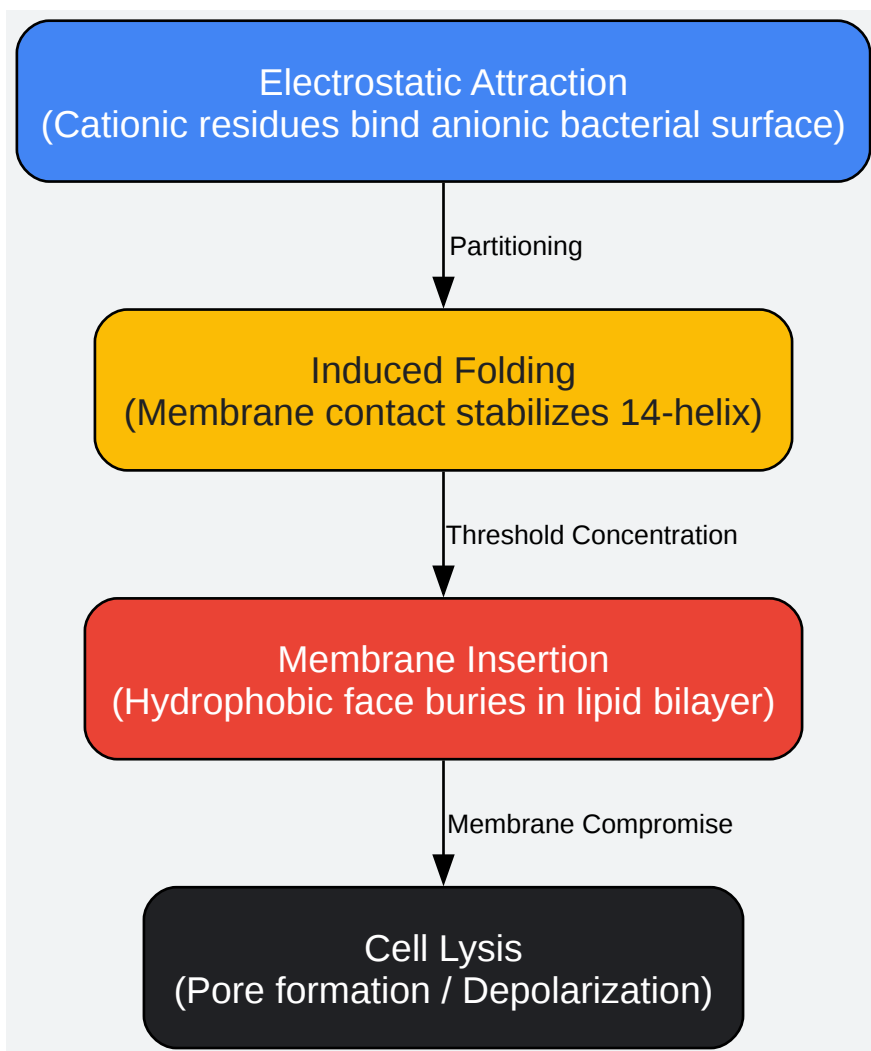 Electrostatic Attraction
(Cationic residues bind anionic bacterial surface)
Partitioning
Induced Folding
(Membrane contact stabilizes 14-helix)
Threshold Concentration
Membrane Insertion
(Hydrophobic face buries in lipid bilayer)
Membrane Compromise
Cell Lysis
(Pore formation / Depolarization)